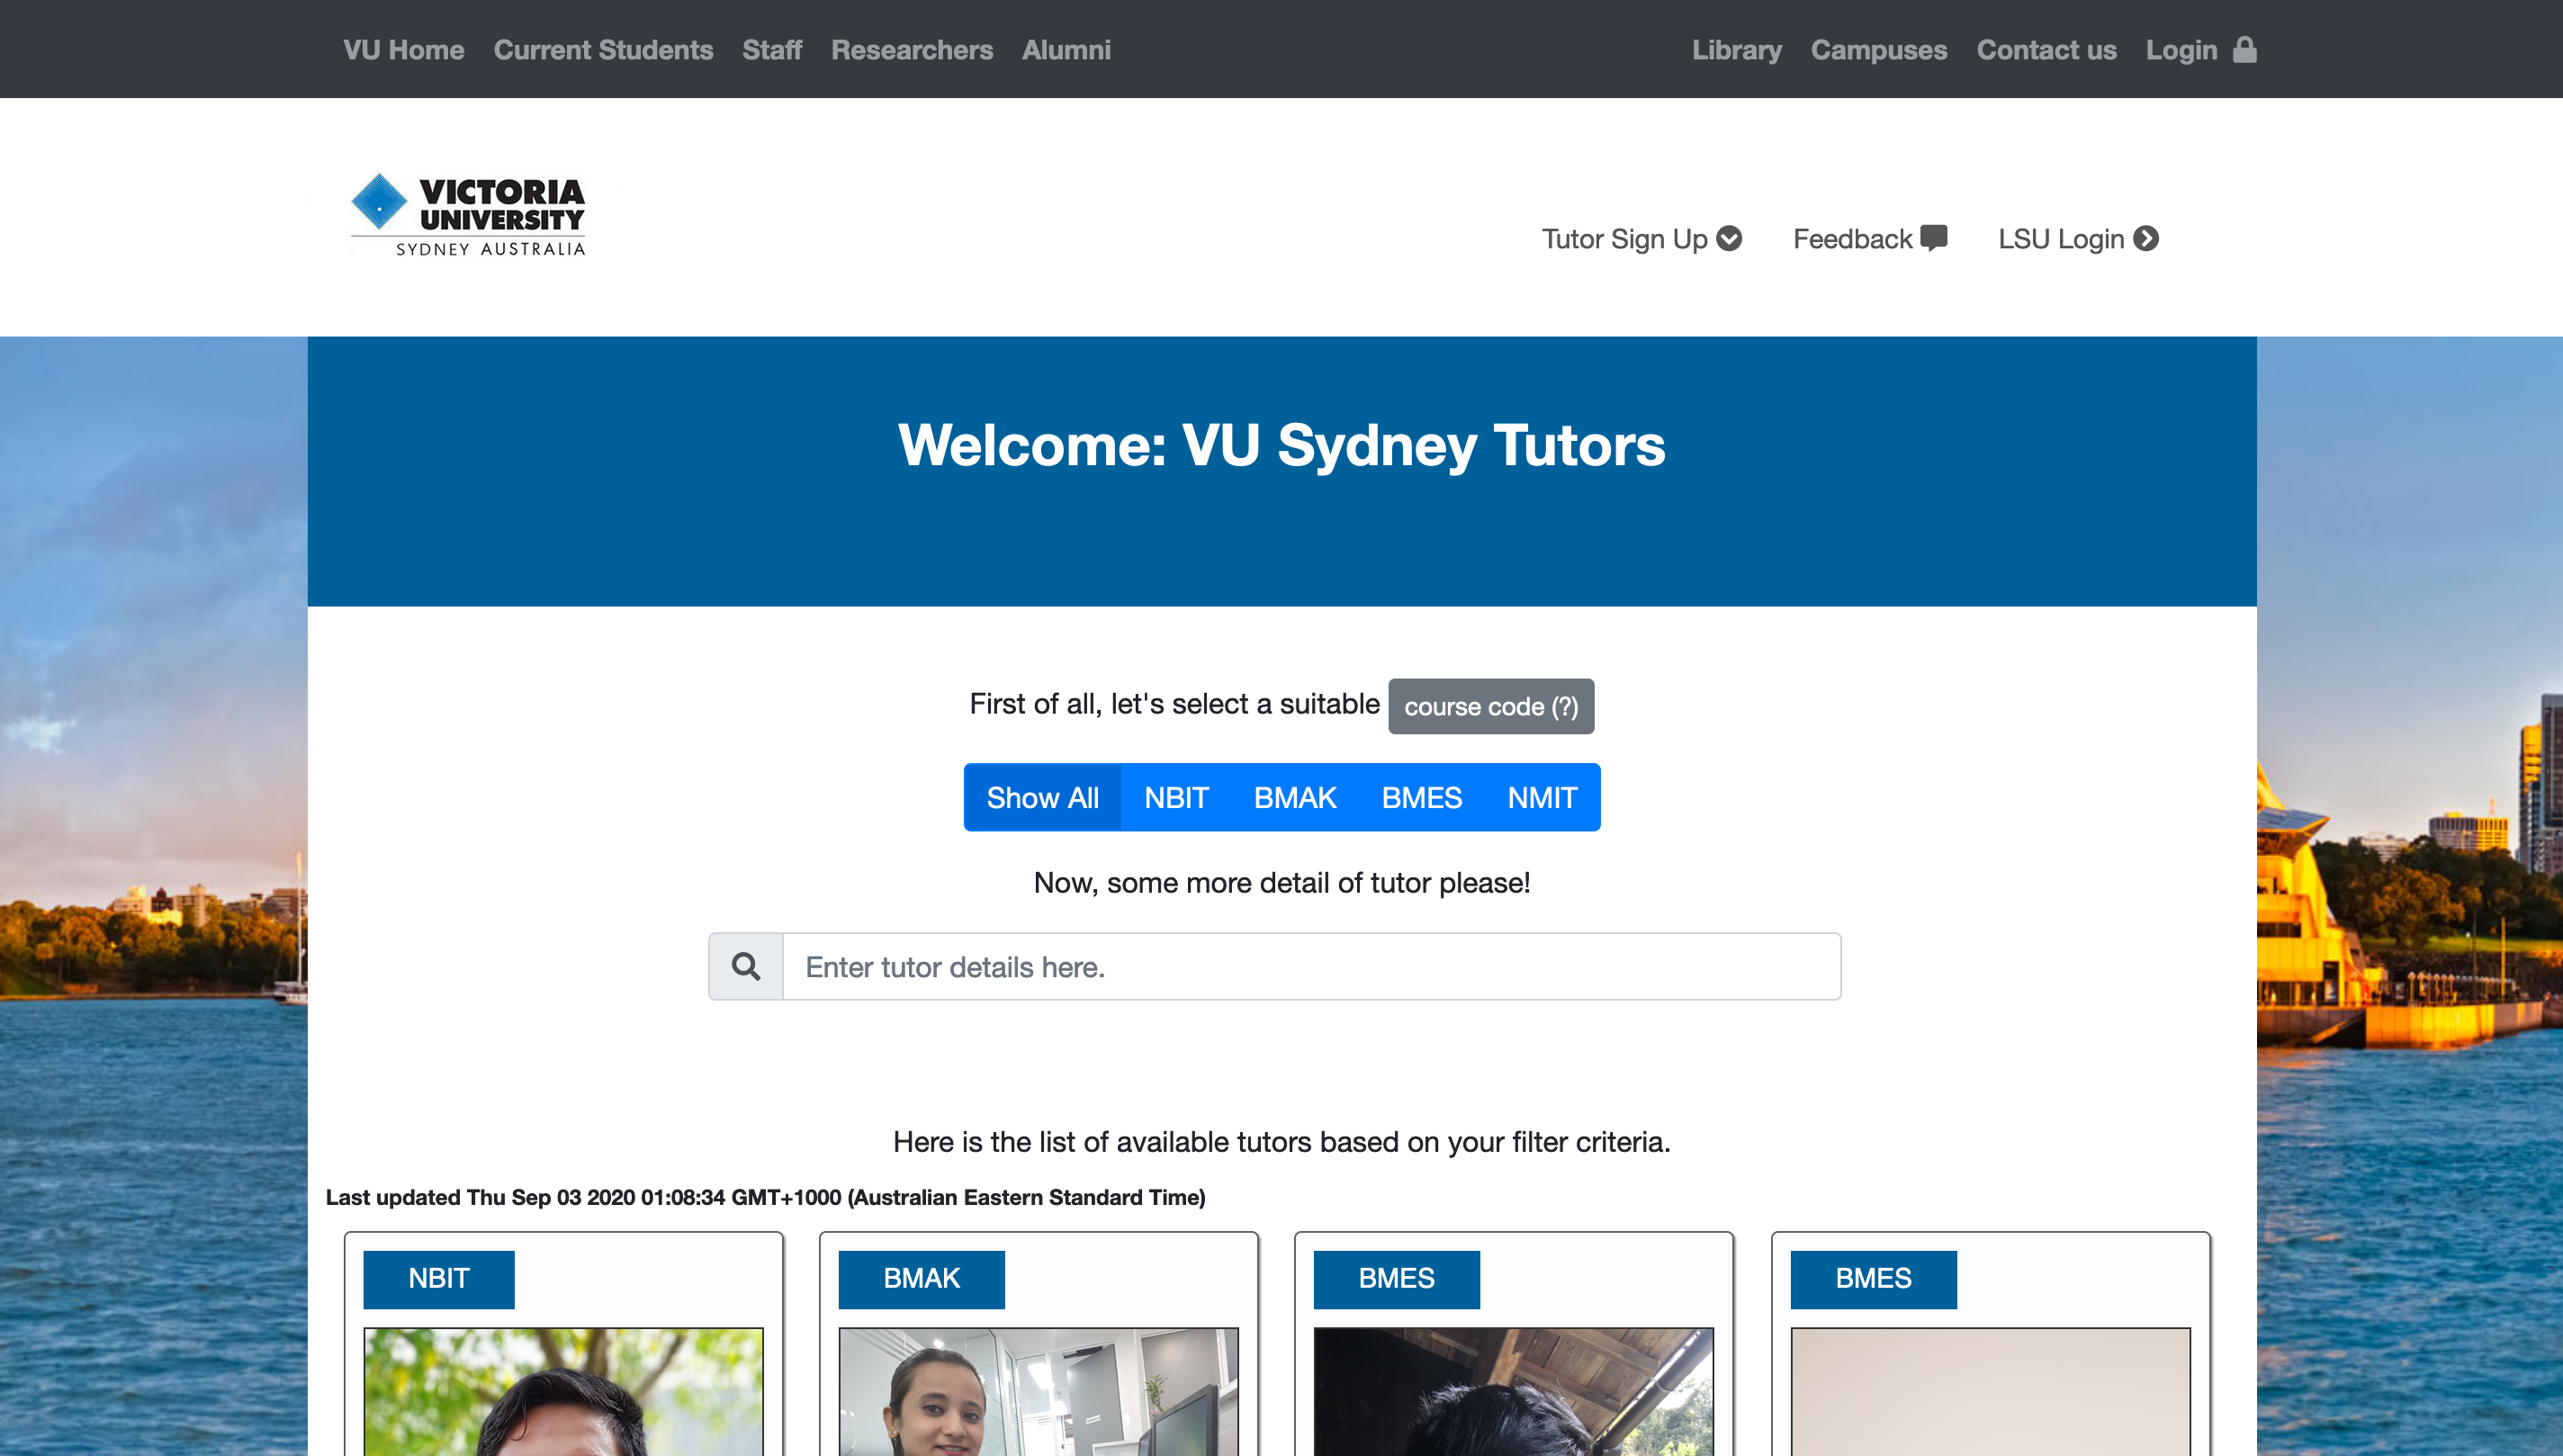 VU Home Current Students Staff Researchers Alumni Library Campuses Contact us Login
VICTORIA
UNIVERSITY
SYDNEY AUSTRALIA
Tutor Sign Up Feedback LSU Login
Welcome: VU Sydney Tutors
First of all, let's select a suitable course code (?)
Show All NBIT BMAK BMES NMIT
Now, some more detail of tutor please!
Enter tutor details here.
Here is the list of available tutors based on your filter criteria.
Last updated Thu Sep 03 2020 01:08:34 GMT+1000 (Australian Eastern Standard Time)
NBIT BMAK BMES BMES